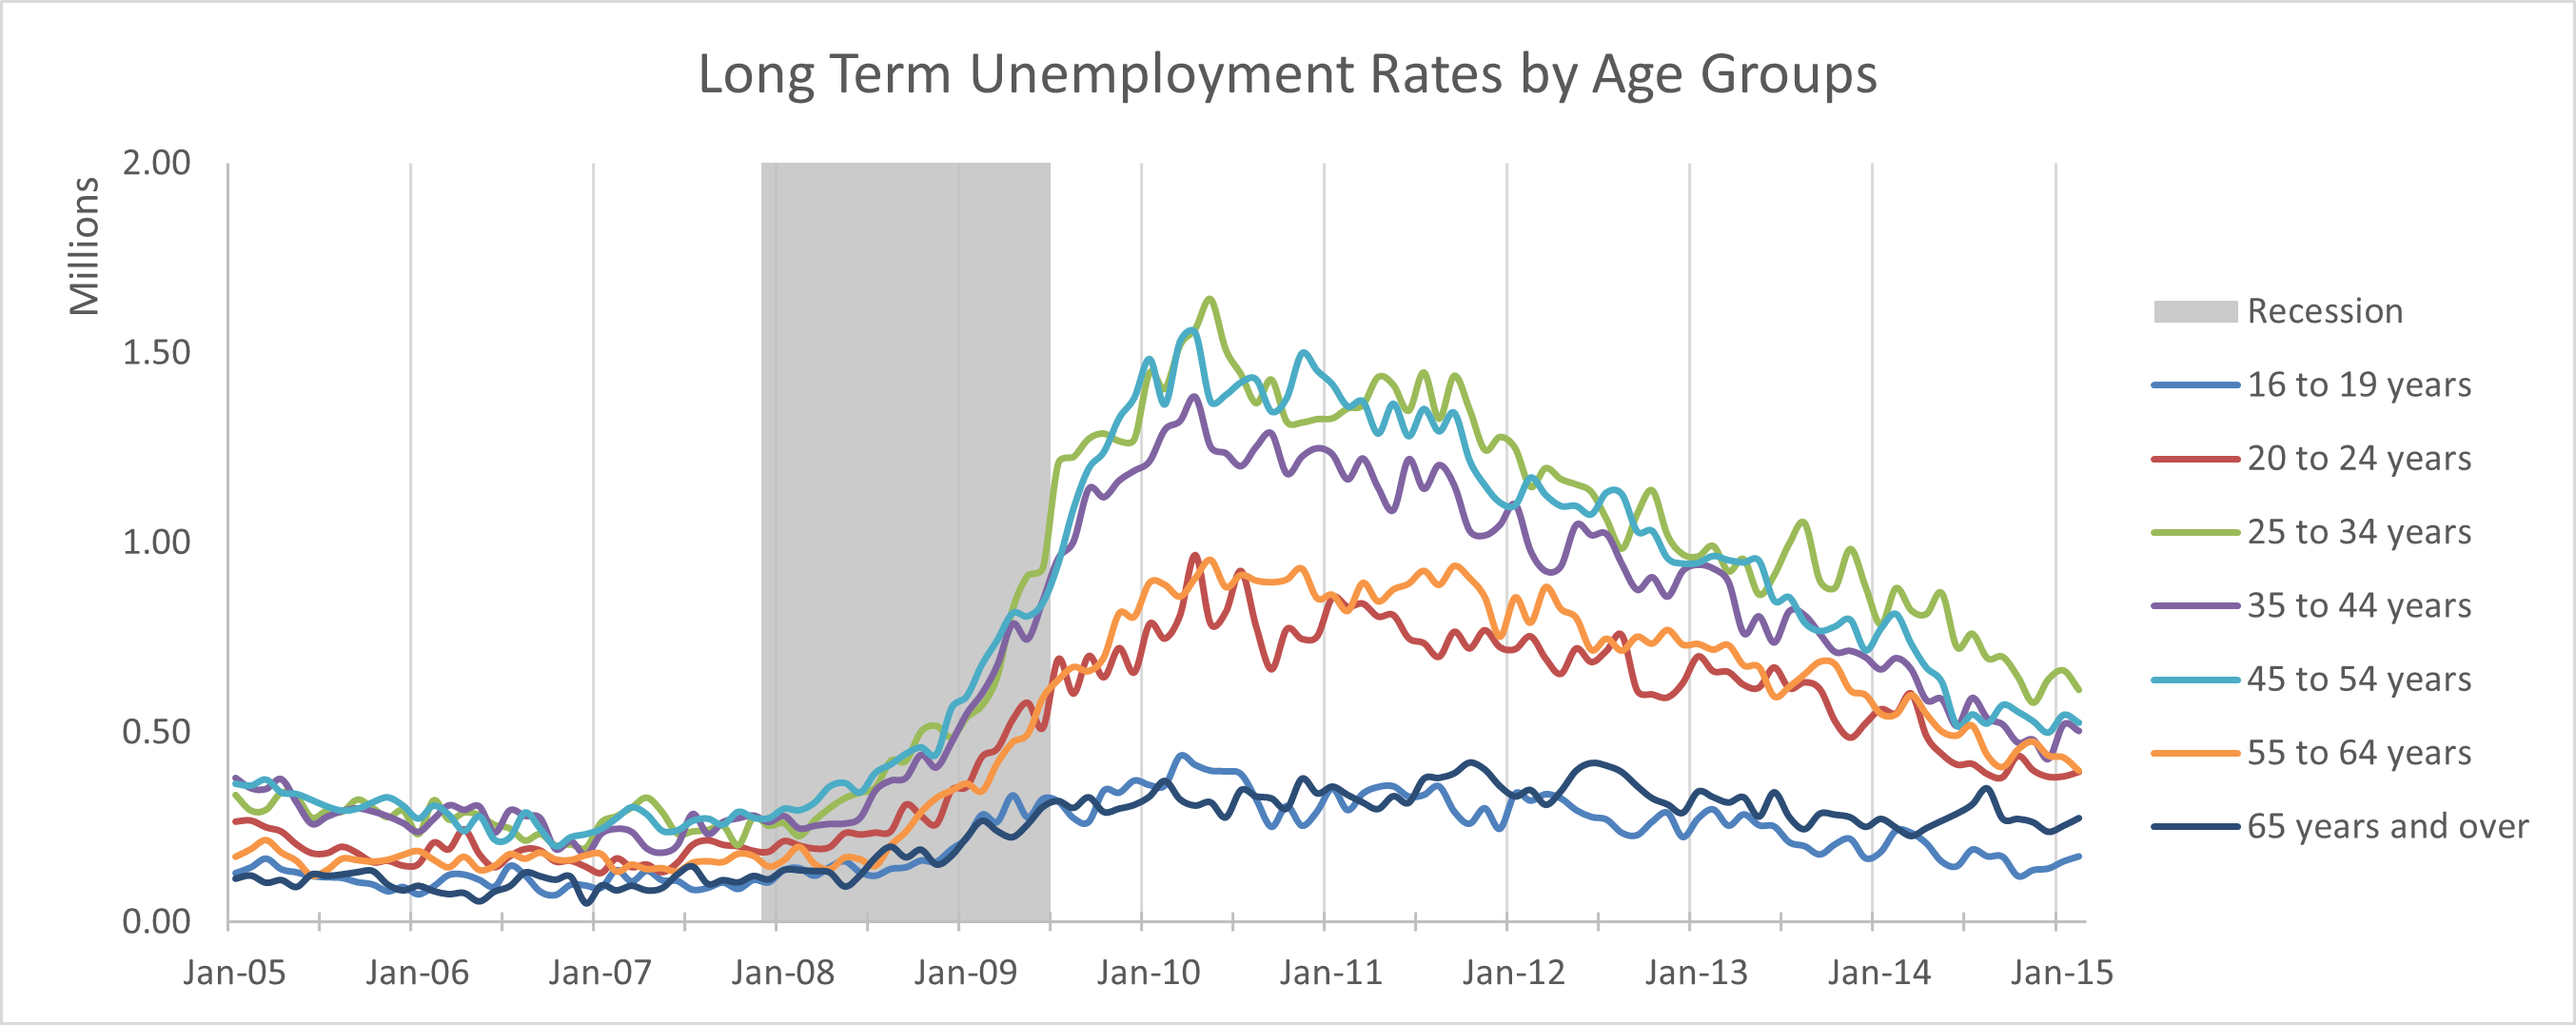 Long Term Unemployment Rates by Age Groups
Millions
2.00
1.50
1.00
0.50
0.00
Jan-05 Jan-06 Jan-07 Jan-08 Jan-09 Jan-10 Jan-11 Jan-12 Jan-13 Jan-14 Jan-15
Recession
16 to 19 years
20 to 24 years
25 to 34 years
35 to 44 years
45 to 54 years
55 to 64 years
65 years and over